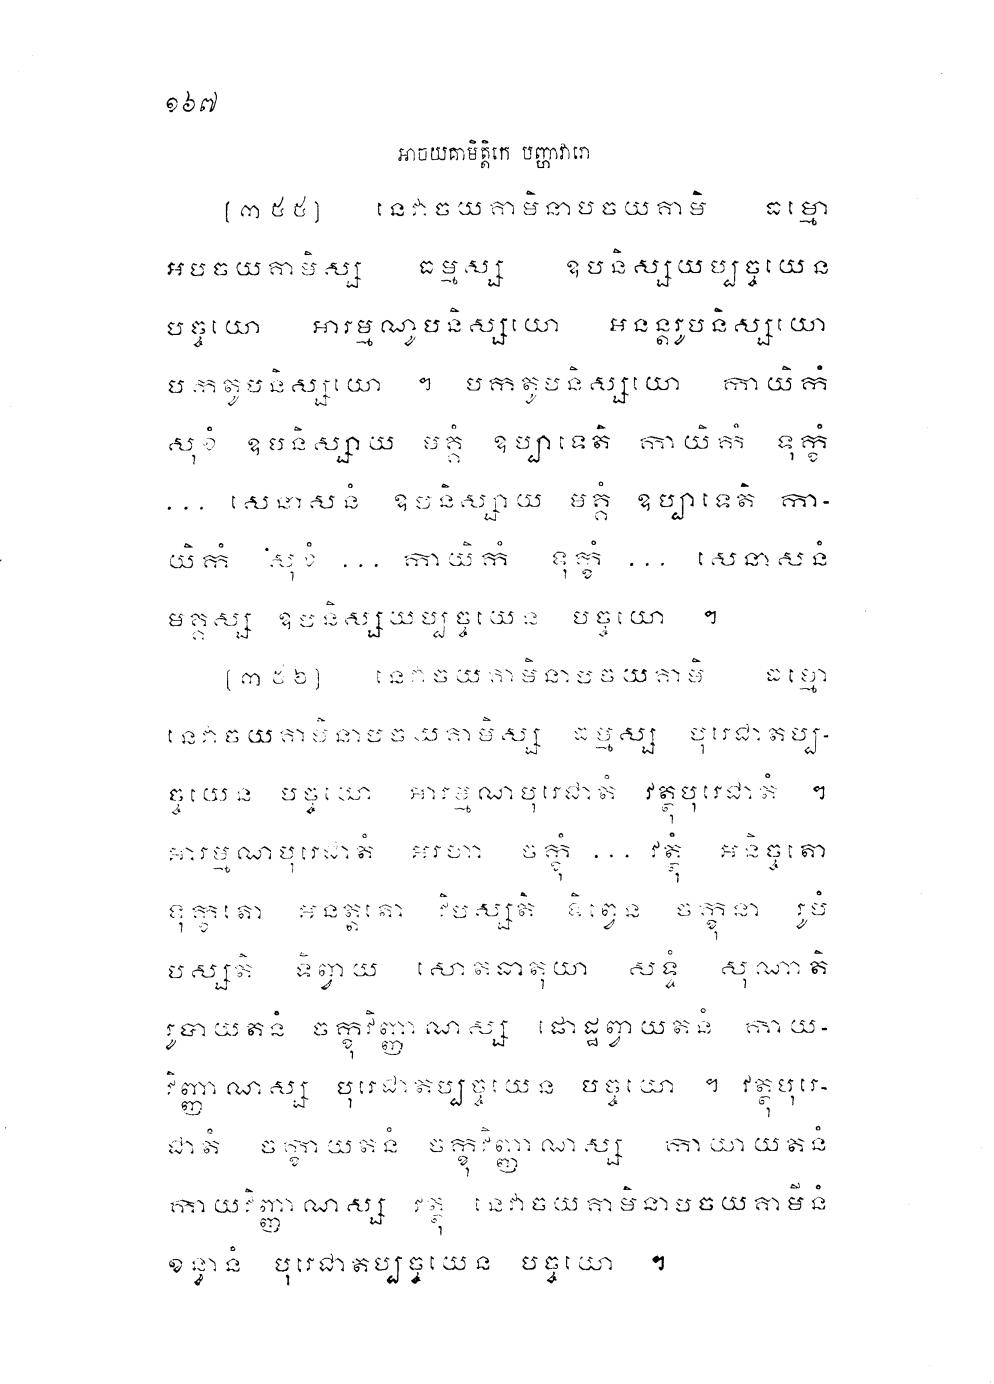 ១៦៧
អាចយគាមិត្តិកេ បញ្ហាវារោ
[៣៥៥] នេវាចយគាមិនាបចយគាមិ ធម្មោ
អបចយគាមិស្ស ធម្មស្ស ឧបនិស្សយប្បច្ចយេន
បច្ចយោ អារម្មណូបនិស្សយោ អនន្តរូបនិស្សយោ
បកតូបនិស្សយោ ។ បកតូបនិស្សយោ កាយិកំ
សុខំ ឧបនិស្សាយ មគ្គំ ឧប្បាទេតិ កាយិកំ ទុក្ខំ
... សេនាសនំ ឧបនិស្សាយ មគ្គំ ឧប្បាទេតិ កា-
យិកំ សុខំ ... កាយិកំ ទុក្ខំ ... សេនាសនំ
មគ្គស្ស ឧបនិស្សយប្បច្ចយេន បច្ចយោ ។
[៣៥៦] នេវាចយគាមិនាបចយគាមិ ធម្មោ
នេវាចយគាមិនាបចយគាមិស្ស ធម្មស្ស បុរេជាតប្ប-
ច្ចយេន បច្ចយោ អារម្មណបុរេជាតំ វត្ថុបុរេជាតំ ។
អារម្មណបុរេជាតំ អរហា ចក្ខុំ ... វត្ថុំ អនិច្ចតោ
ទុក្ខតោ អនត្តតោ វិបស្សតិ ទិព្វេន ចក្ខុនា រូបំ
បស្សតិ ទិព្វាយ សោតធាតុយា សទ្ទំ សុណាតិ
រូបាយតនំ ចក្ខុវិញ្ញាណស្ស ផោដ្ឋព្វាយតនំ កាយ-
វិញ្ញាណស្ស បុរេជាតប្បច្ចយេន បច្ចយោ ។ វត្ថុបុរេ-
ជាតំ ចក្ខាយតនំ ចក្ខុវិញ្ញាណស្ស កាយាយតនំ
កាយវិញ្ញាណស្ស វត្ថុ នេវាចយគាមិនាបចយគាមីនំ
ខន្ធានំ បុរេជាតប្បច្ចយេន បច្ចយោ ។